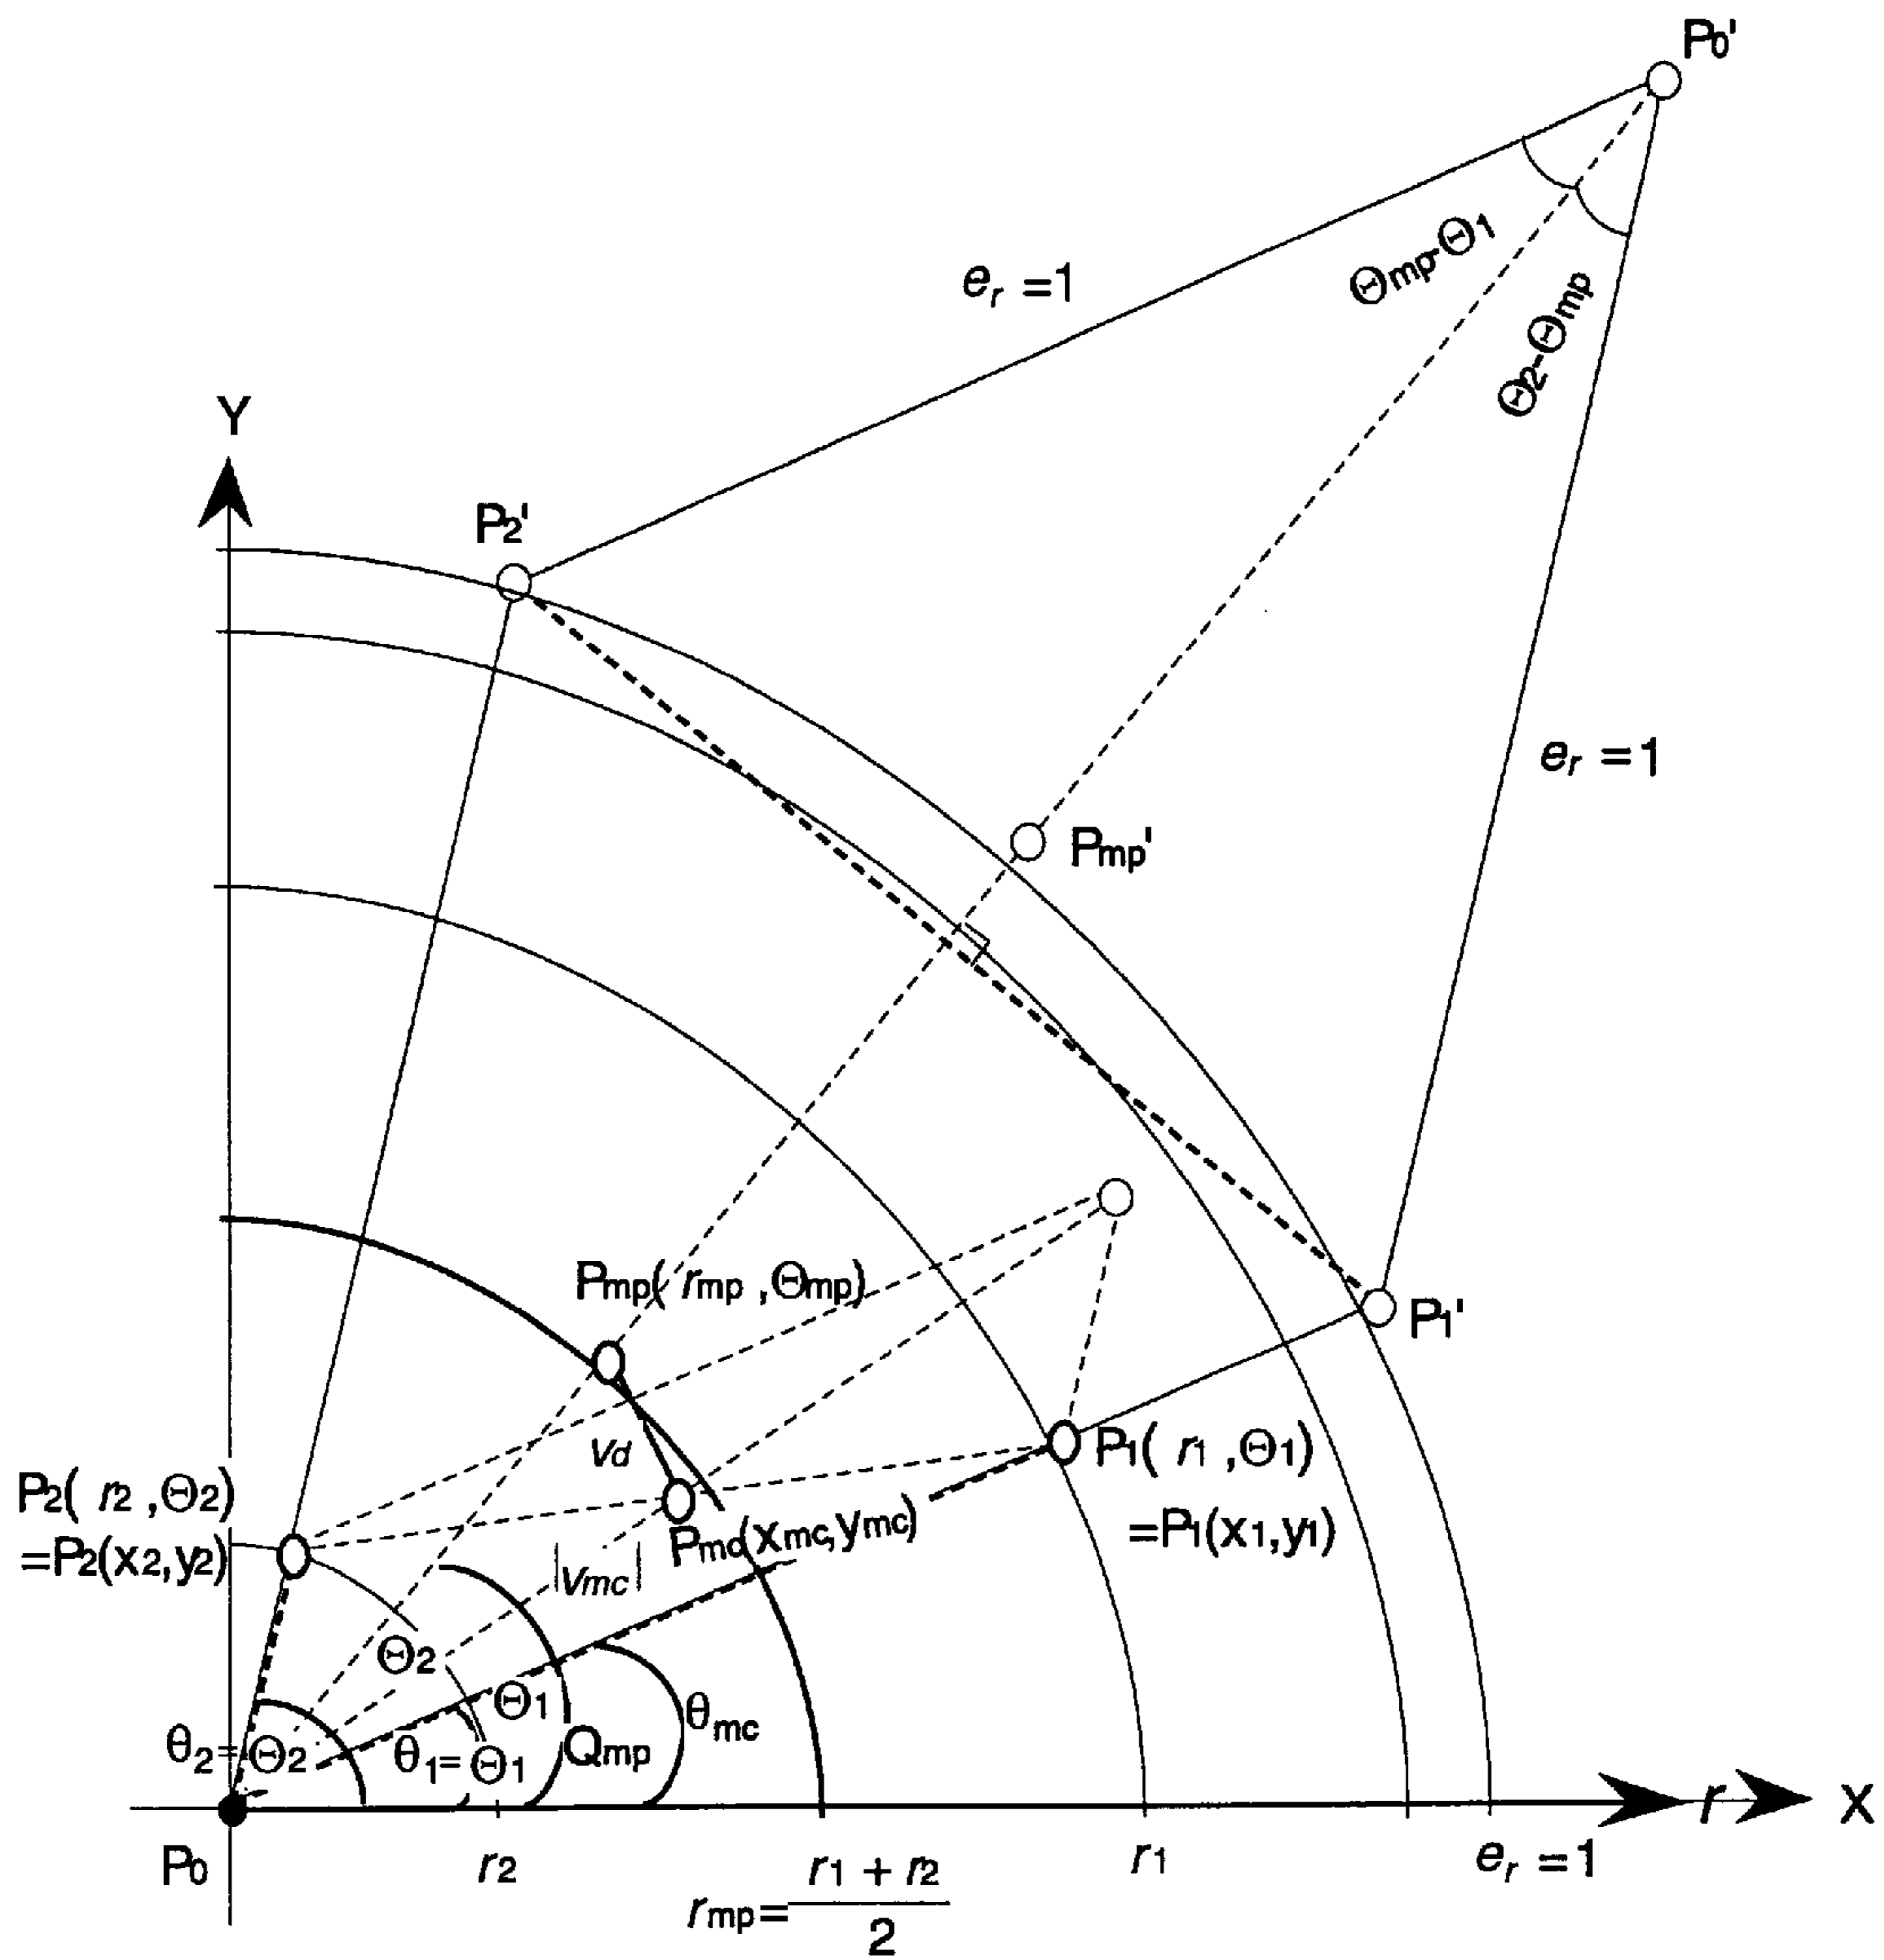 P0'
Θmp-Θ1
er =1
Θ2-Θmp
Y
P2'
er =1
Pmp'
Pmp( rmp ,Θmp)
P1'
Vd
P1( r1 ,Θ1)
P2( r2 ,Θ2)
=P2(x2,y2)
Pmc(xmc,ymc)
=P1(x1,y1)
|Vmc|
Θ2
Θ1
θmc
θ2=Θ2
θ1=Θ1
Qmp
r
X
P0
r2
r1 + r2
rmp=
2
r1
er =1